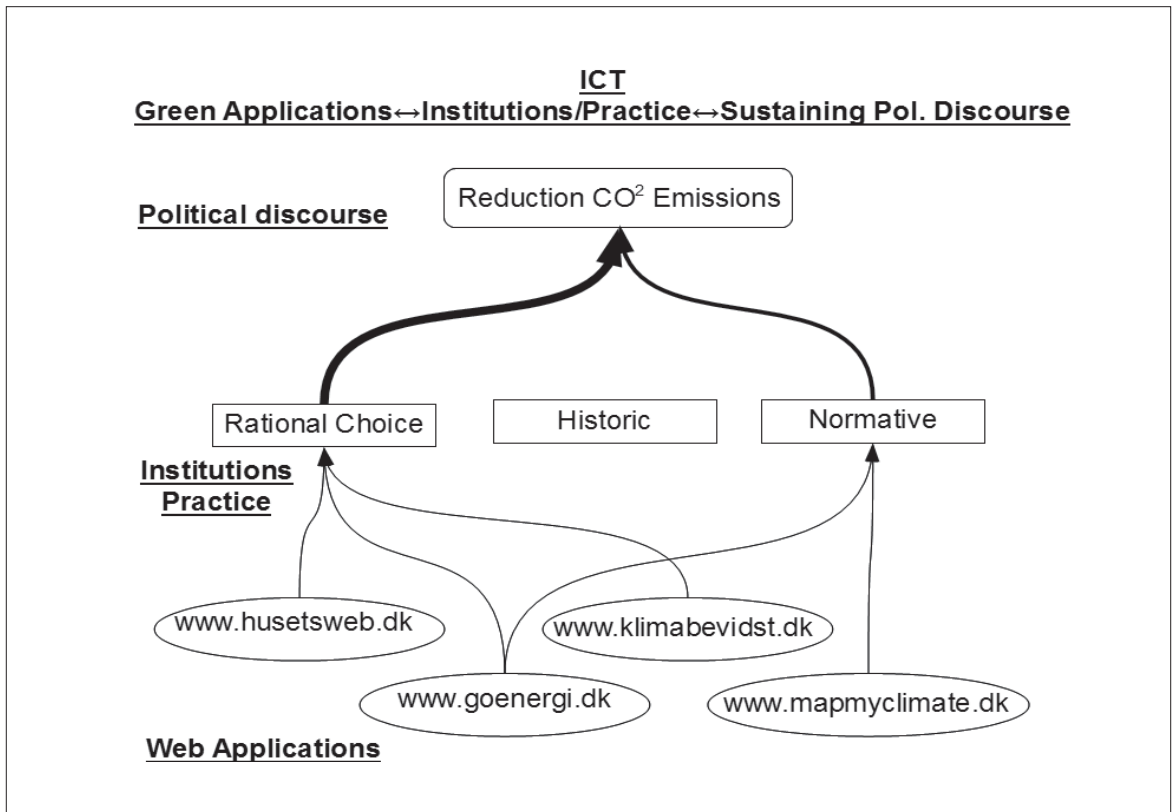 ICT
Green Applications↔Institutions/Practice↔Sustaining Pol. Discourse
Reduction CO² Emissions
Political discourse
Rational Choice
Historic
Normative
Institutions
Practice
www.husetsweb.dk
www.klimabevidst.dk
www.goenergi.dk
www.mapmyclimate.dk
Web Applications